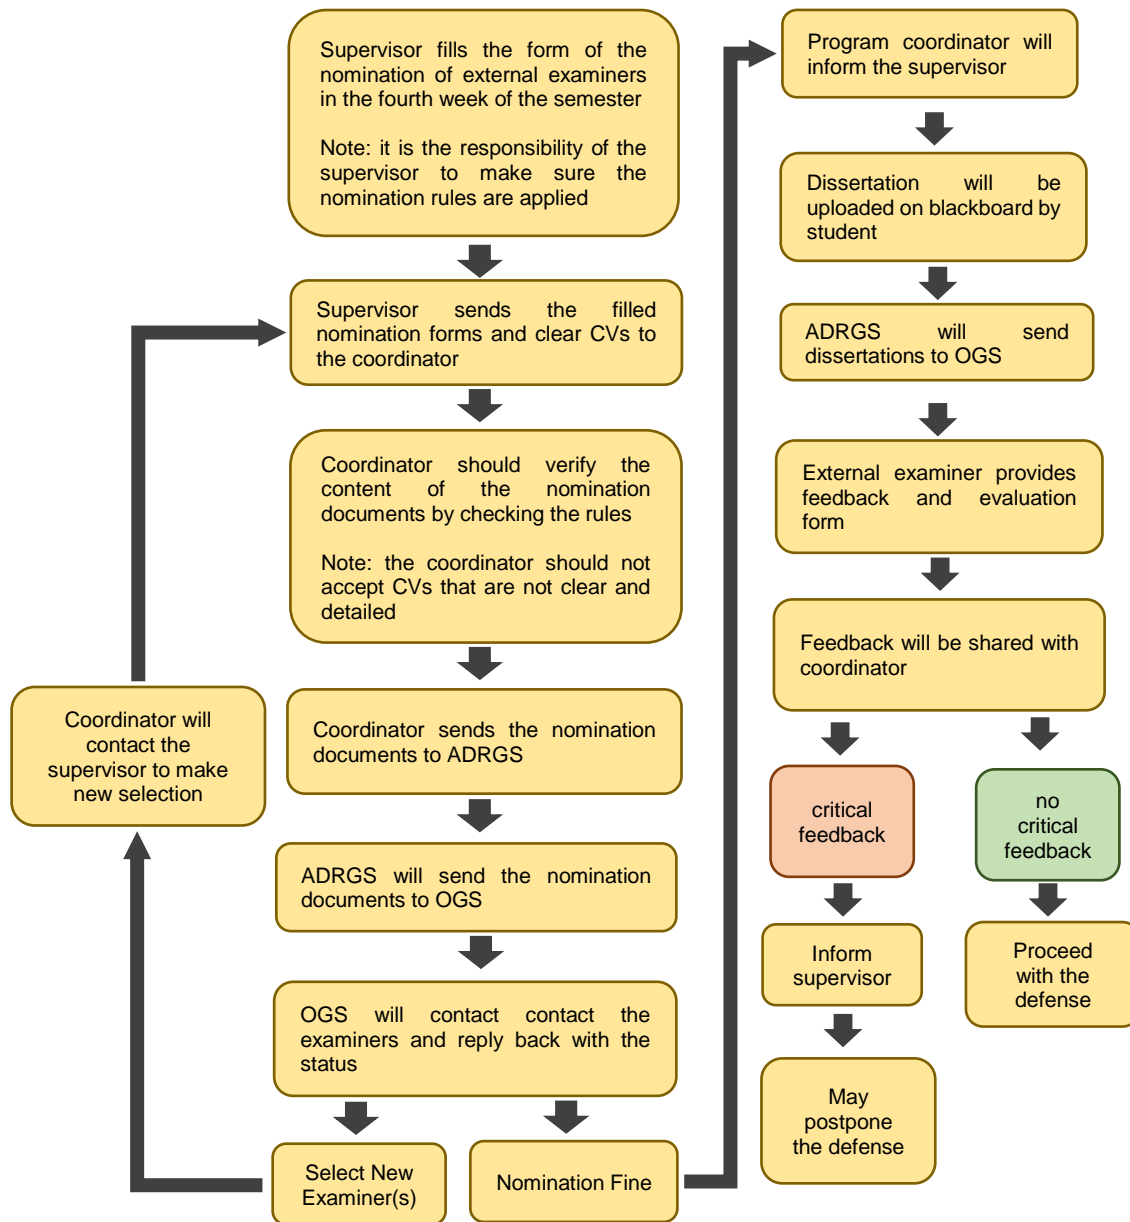 Supervisor fills the form of the
nomination of external examiners
in the fourth week of the semester
Note: it is the responsibility of the
supervisor to make sure the
nomination rules are applied
Supervisor sends the filled
nomination forms and clear CVs to
the coordinator
Coordinator should verify the
content of the nomination
documents by checking the rules
Note: the coordinator should not
accept CVs that are not clear and
detailed
Coordinator sends the nomination
documents to ADRGS
ADRGS will send the nomination
documents to OGS
OGS will contact contact the
examiners and reply back with the
status
Select New
Examiner(s)
Nomination Fine
Coordinator will
contact the
supervisor to make
new selection
Program coordinator will
inform the supervisor
Dissertation will be
uploaded on blackboard by
student
ADRGS will send
dissertations to OGS
External examiner provides
feedback and evaluation
form
Feedback will be shared with
coordinator
critical
feedback
no
critical
feedback
Inform
supervisor
Proceed
with the
defense
May
postpone
the defense